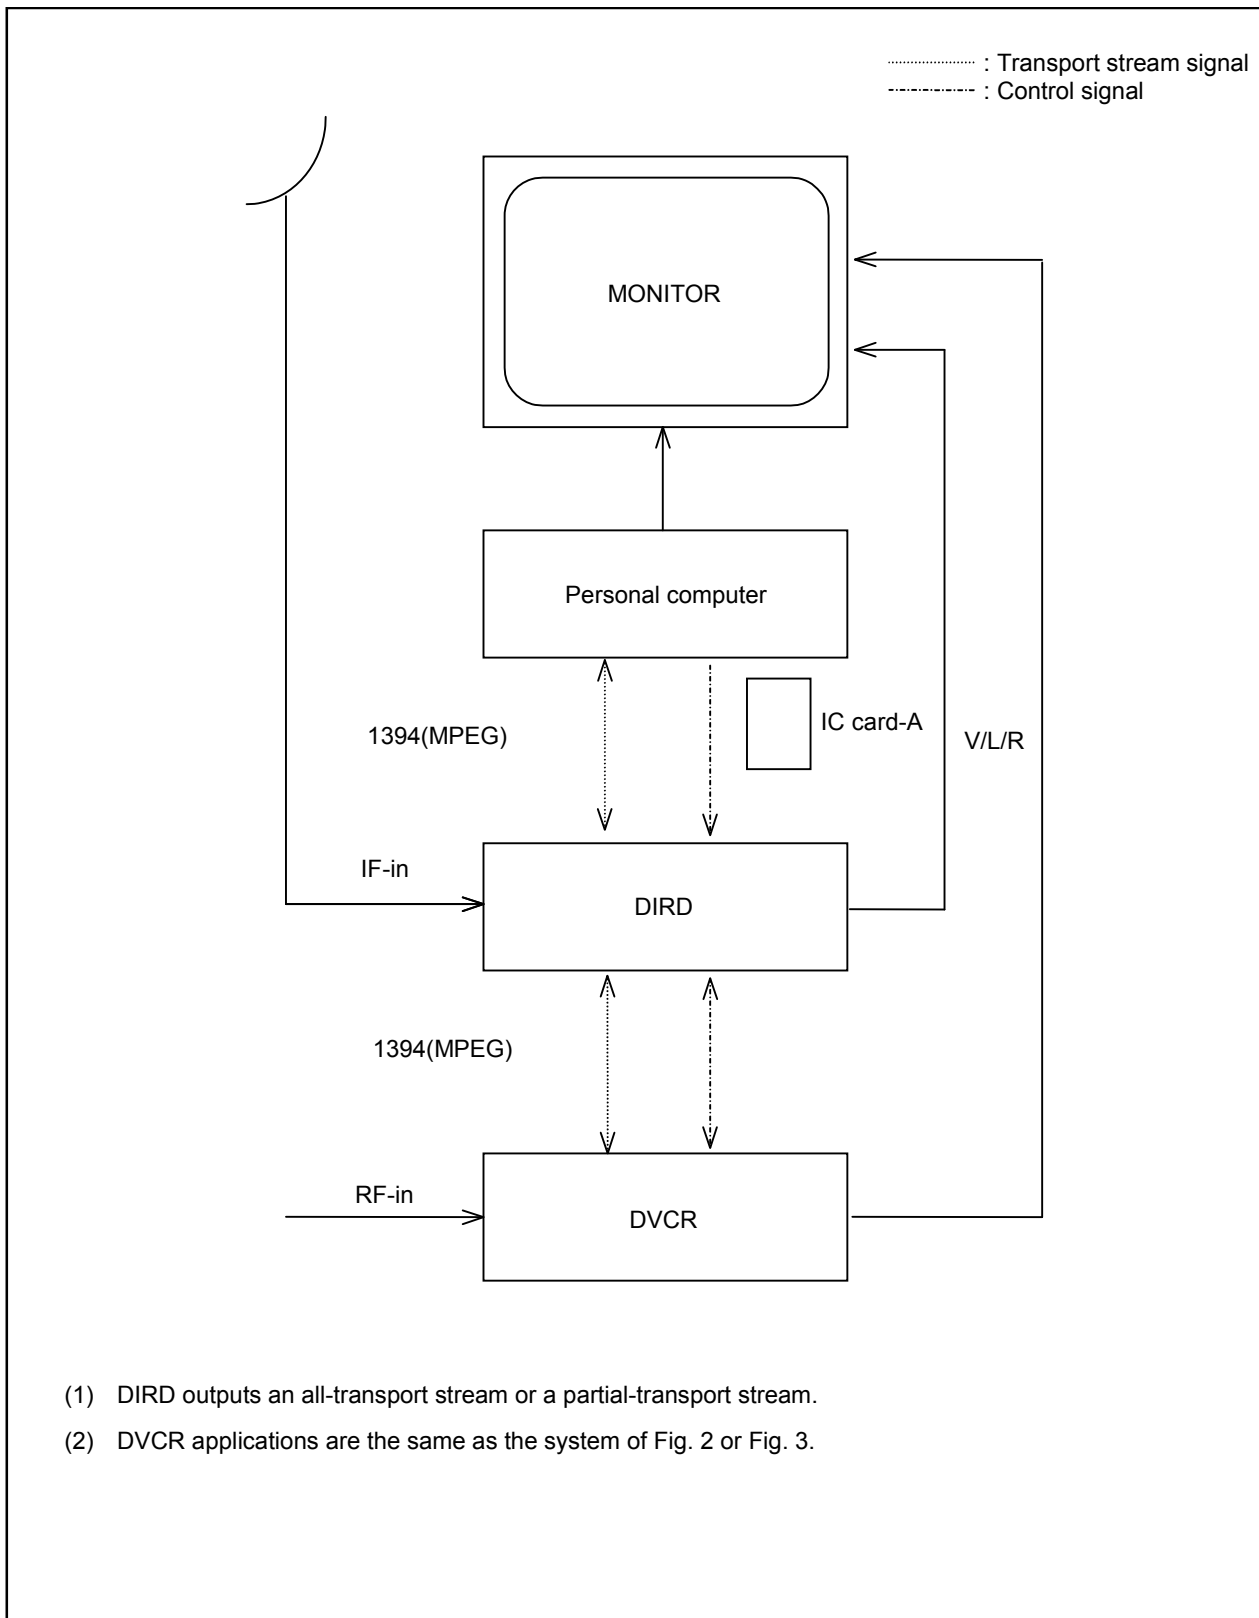 : Transport stream signal
: Control signal
MONITOR
Personal computer
1394(MPEG)
IC card-A
V/L/R
IF-in
DIRD
1394(MPEG)
RF-in
DVCR
(1) DIRD outputs an all-transport stream or a partial-transport stream.
(2) DVCR applications are the same as the system of Fig. 2 or Fig. 3.